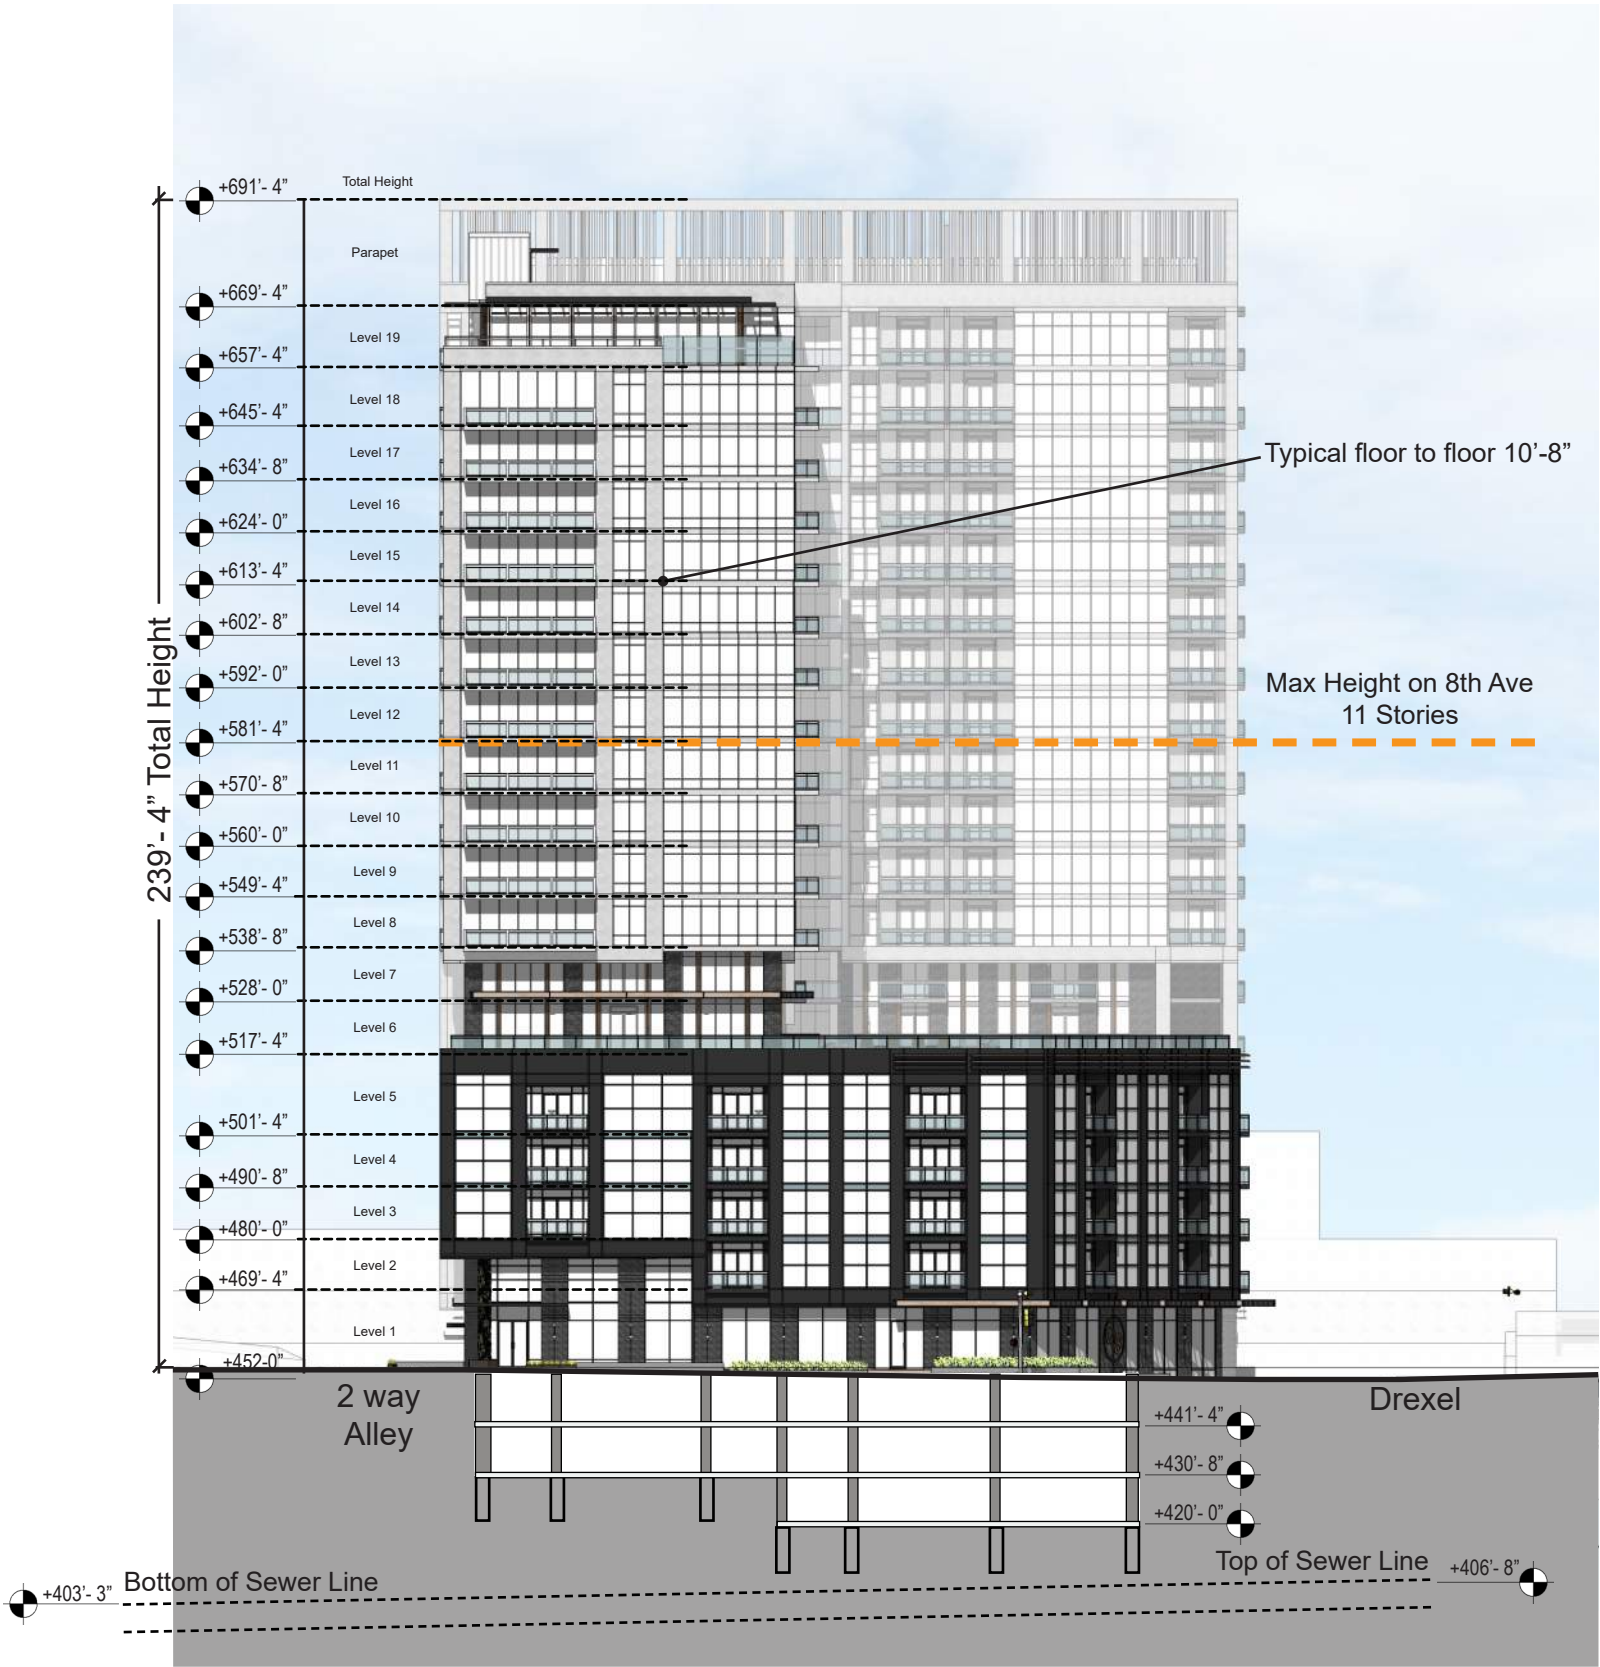 +691'- 4"
Total Height
Parapet
+669'- 4"
Level 19
+657'- 4"
Level 18
+645'- 4"
Level 17
+634'- 8"
Level 16
+624'- 0"
Level 15
+613'- 4"
Level 14
+602'- 8"
Level 13
+592'- 0"
Level 12
+581'- 4"
Level 11
+570'- 8"
Level 10
+560'- 0"
Level 9
+549'- 4"
Level 8
+538'- 8"
Level 7
+528'- 0"
Level 6
+517'- 4"
Level 5
+501'- 4"
Level 4
+490'- 8"
Level 3
+480'- 0"
Level 2
+469'- 4"
Level 1
+452-0"
239'- 4" Total Height
Typical floor to floor 10'-8"
Max Height on 8th Ave
11 Stories
2 way
Alley
Drexel
+441'- 4"
+430'- 8"
+420'- 0"
Top of Sewer Line
+406'- 8"
Bottom of Sewer Line
+403'- 3"